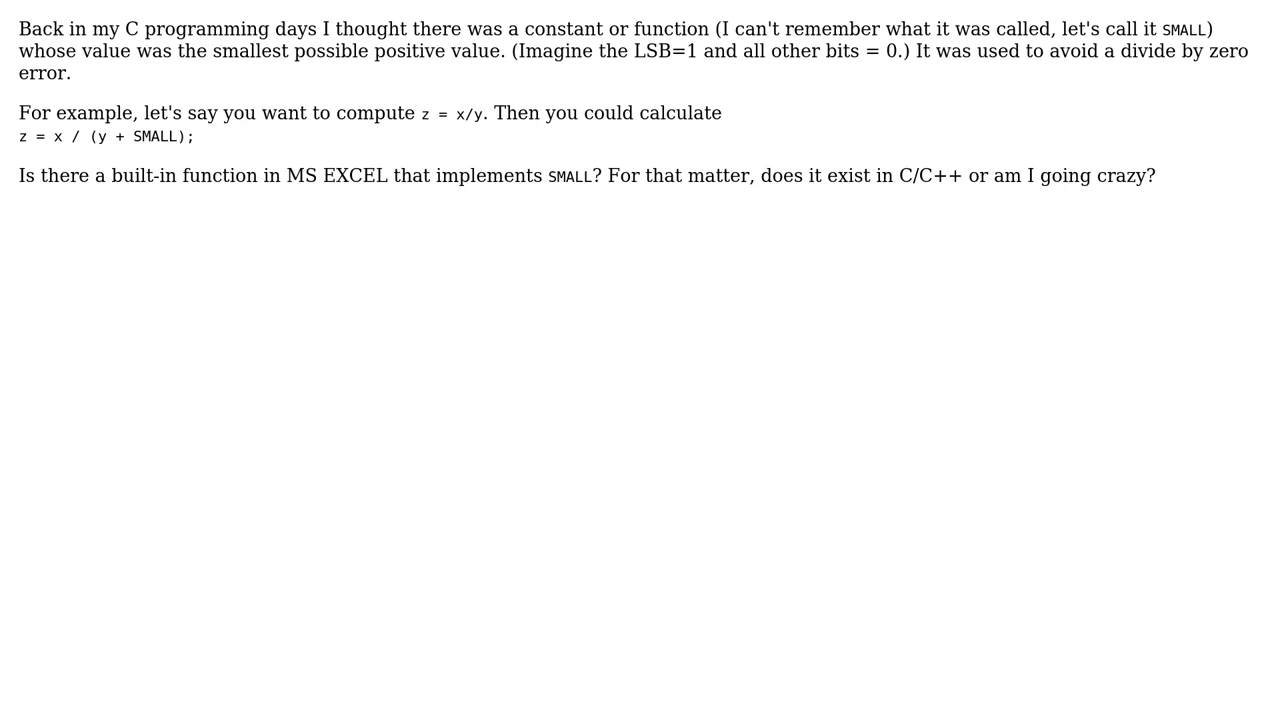 Back in my C programming days I thought there was a constant or function (I can't remember what it was called, let's call it SMALL)
whose value was the smallest possible positive value. (Imagine the LSB=1 and all other bits = 0.) It was used to avoid a divide by zero
error.
For example, let's say you want to compute z = x/y. Then you could calculate
z = x / (y + SMALL);
Is there a built-in function in MS EXCEL that implements SMALL? For that matter, does it exist in C/C++ or am I going crazy?